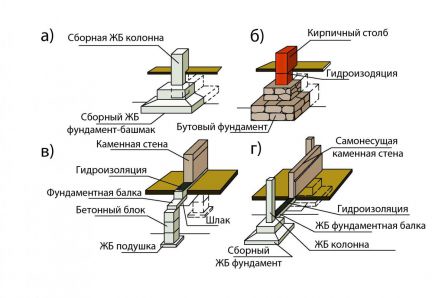 а)
Сборная ЖБ колонна
Сборный ЖБ
фундамент-башмак
б)
Кирпичный столб
Гидроизодяция
Бутовый фундамент
в)
Каменная стена
Гидроизоляция
Фундаментная балка
Бетонный блок
Шлак
ЖБ подушка
г)
Самонесущая
каменная стена
Гидроизоляция
ЖБ фундаментная балка
ЖБ колонна
Сборный
ЖБ фундамент